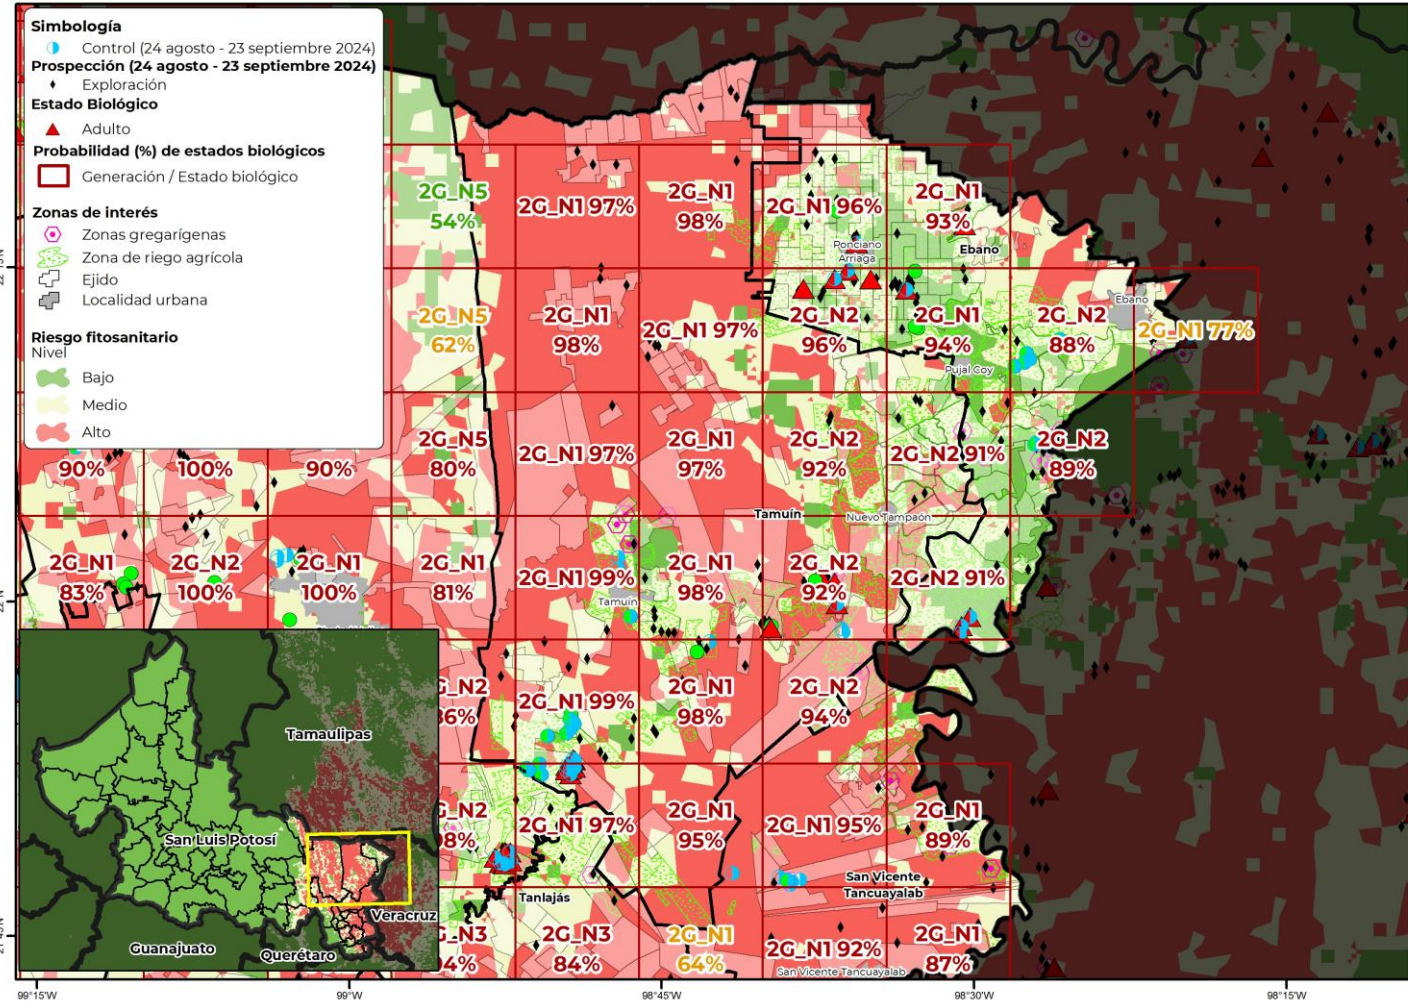 Simbología
Control (24 agosto - 23 septiembre 2024)
Prospección (24 agosto - 23 septiembre 2024)
Exploración
Estado Biológico
Adulto
Probabilidad (%) de estados biológicos
Generación / Estado biológico
Zonas de interés
Zonas gregarígenas
Zona de riego agrícola
Ejido
Localidad urbana
Riesgo fitosanitario
Nivel
Bajo
Medio
Alto
2G_N5
54%
2G_N1 97%
2G_N1
98%
2G_N1 96%
2G_N1
93%
Ponciano
Arriaga
Ebano
2G_N5
62%
2G_N1
98%
2G_N1 97%
2G_N2
96%
2G_N1
94%
2G_N2
88%
Ebano
2G_N1 77%
Pujal Coy
90%
100%
90%
2G_N5
80%
2G_N1 97%
2G_N1
97%
2G_N2
92%
2G_N2 91%
2G_N2
89%
Tamuín
Nuevo Tampaón
2G_N1
83%
2G_N2
100%
2G_N1
100%
2G_N1
81%
2G_N1 99%
Tamuin
2G_N1
98%
2G_N2
92%
2G_N2 91%
G_N2
86%
2G_N1 99%
2G_N1
98%
2G_N2
94%
G_N2
98%
2G_N1 97%
2G_N1
95%
2G_N1 95%
2G_N1
89%
San Vicente
Tancuayalab
Tanlajás
G_N3
94%
2G_N3
84%
2G_N1
64%
2G_N1 92%
San Vicente Tancuayalab
2G_N1
87%
Tamaulipas
San Luis Potosí
Veracruz
Guanajuato
Querétaro
99°15'W
99°W
98°45'W
98°30'W
98°15'W